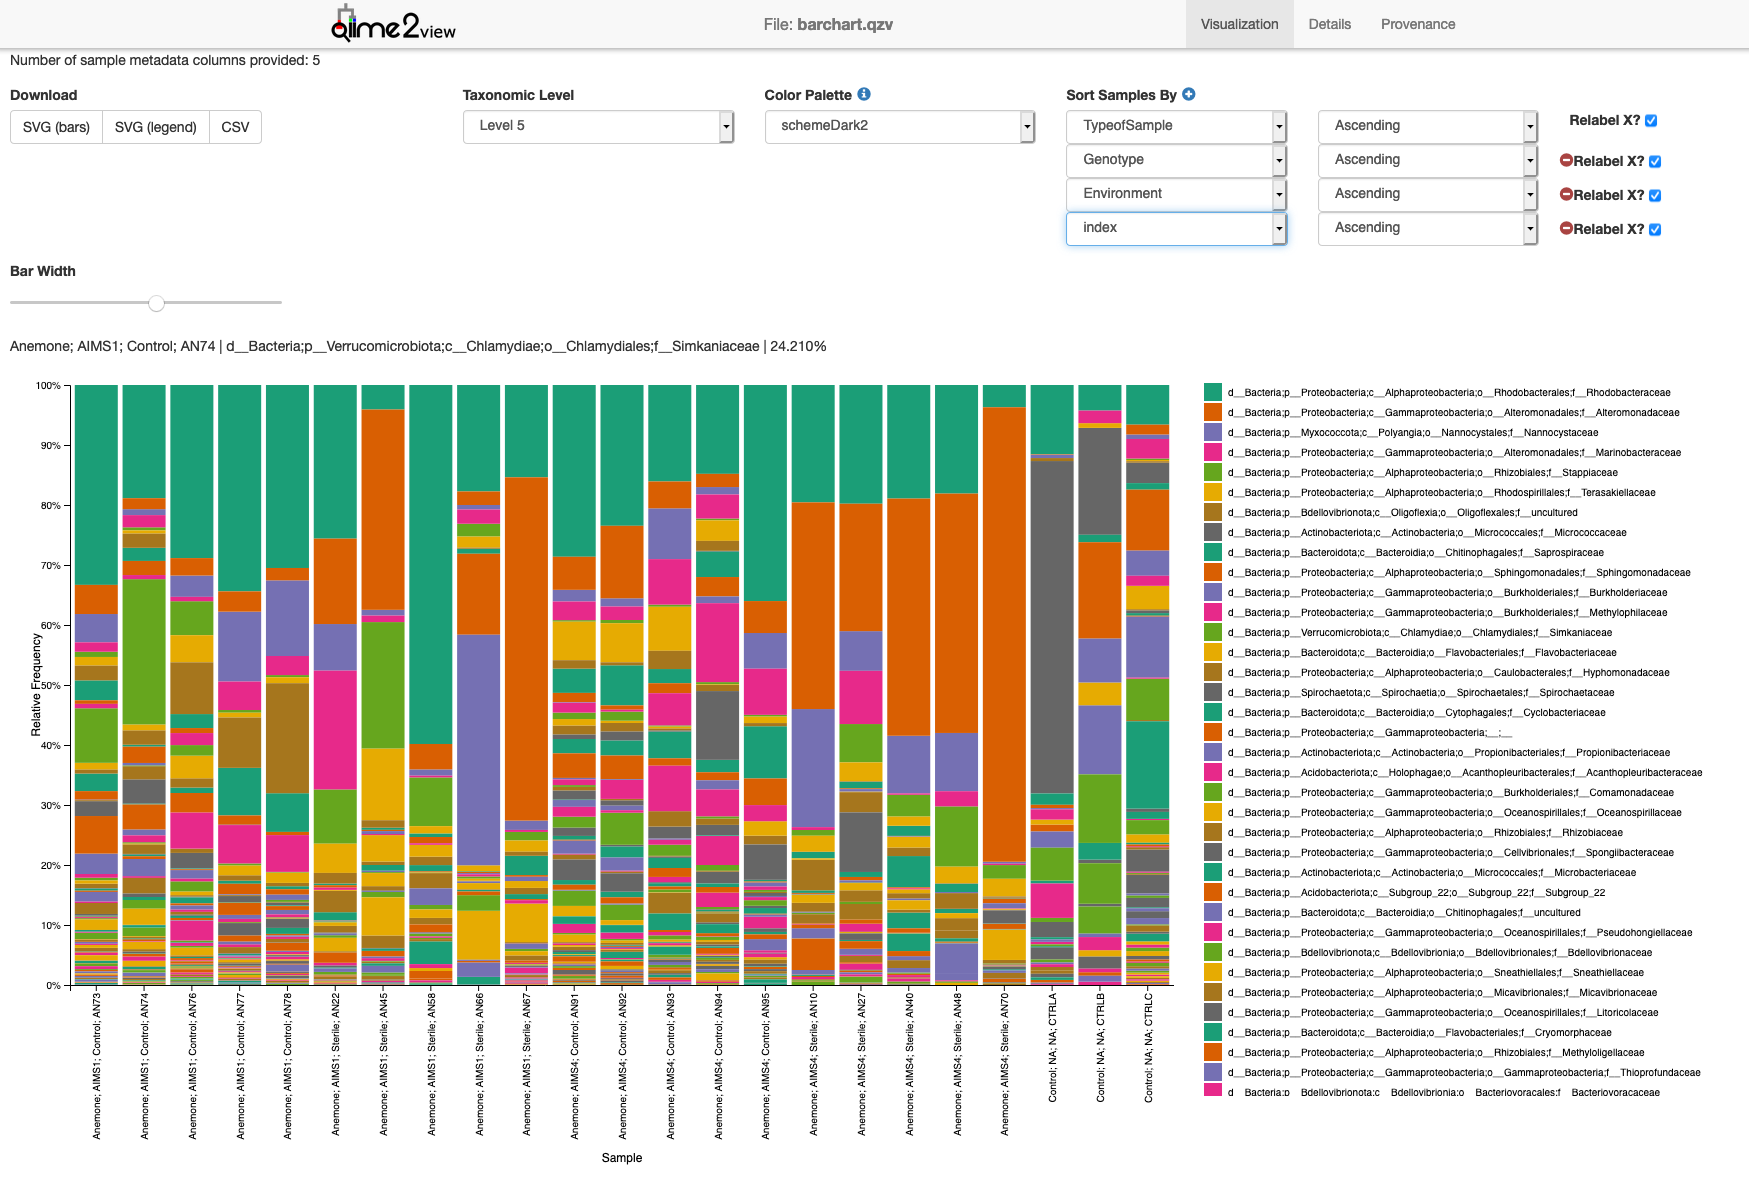 qiime2view
File: barchart.qzv
Visualization
Details
Provenance
Number of sample metadata columns provided: 5
Download
SVG (bars)
SVG (legend)
CSV
Taxonomic Level
Level 5
Color Palette
schemeDark2
Sort Samples By
TypeofSample
Ascending
Relabel X?
Genotype
Ascending
Relabel X?
Environment
Ascending
Relabel X?
index
Ascending
Relabel X?
Bar Width
Anemone; AIMS1; Control; AN74 | d__Bacteria;p__Verrucomicrobiota;c__Chlamydiae;o__Chlamydiales;f__Simkaniaceae | 24.210%
100%
90%
80%
70%
60%
50%
40%
30%
20%
10%
0%
Relative Frequency
Anemone; AIMS1; Control; AN73
Anemone; AIMS1; Control; AN74
Anemone; AIMS1; Control; AN76
Anemone; AIMS1; Control; AN77
Anemone; AIMS1; Control; AN78
Anemone; AIMS1; Sterile; AN22
Anemone; AIMS1; Sterile; AN45
Anemone; AIMS1; Sterile; AN58
Anemone; AIMS1; Sterile; AN66
Anemone; AIMS1; Sterile; AN67
Anemone; AIMS4; Control; AN91
Anemone; AIMS4; Control; AN92
Anemone; AIMS4; Control; AN93
Anemone; AIMS4; Control; AN94
Anemone; AIMS4; Control; AN95
Anemone; AIMS4; Sterile; AN10
Anemone; AIMS4; Sterile; AN27
Anemone; AIMS4; Sterile; AN40
Anemone; AIMS4; Sterile; AN48
Anemone; AIMS4; Sterile; AN70
Control; NA; NA; CTRLA
Control; NA; NA; CTRLB
Control; NA; NA; CTRLC
Sample
d__Bacteria;p__Proteobacteria;c__Alphaproteobacteria;o__Rhodobacterales;f__Rhodobacteraceae
d__Bacteria;p__Proteobacteria;c__Gammaproteobacteria;o__Alteromonadales;f__Alteromonadaceae
d__Bacteria;p__Myxococcota;c__Polyangia;o__Nannocystales;f__Nannocystaceae
d__Bacteria;p__Proteobacteria;c__Gammaproteobacteria;o__Alteromonadales;f__Marinobacteraceae
d__Bacteria;p__Proteobacteria;c__Alphaproteobacteria;o__Rhizobiales;f__Stappiaceae
d__Bacteria;p__Proteobacteria;c__Alphaproteobacteria;o__Rhodospirillales;f__Terasakiellaceae
d__Bacteria;p__Bdellovibrionota;c__Oligoflexia;o__Oligoflexales;f__uncultured
d__Bacteria;p__Actinobacteriota;c__Actinobacteria;o__Micrococcales;f__Micrococcaceae
d__Bacteria;p__Bacteroidota;c__Bacteroidia;o__Chitinophagales;f__Saprospiraceae
d__Bacteria;p__Proteobacteria;c__Alphaproteobacteria;o__Sphingomonadales;f__Sphingomonadaceae
d__Bacteria;p__Proteobacteria;c__Gammaproteobacteria;o__Burkholderiales;f__Burkholderiaceae
d__Bacteria;p__Proteobacteria;c__Gammaproteobacteria;o__Burkholderiales;f__Methylophilaceae
d__Bacteria;p__Verrucomicrobiota;c__Chlamydiae;o__Chlamydiales;f__Simkaniaceae
d__Bacteria;p__Bacteroidota;c__Bacteroidia;o__Flavobacteriales;f__Flavobacteriaceae
d__Bacteria;p__Proteobacteria;c__Alphaproteobacteria;o__Caulobacterales;f__Hyphomonadaceae
d__Bacteria;p__Spirochaetota;c__Spirochaetia;o__Spirochaetales;f__Spirochaetaceae
d__Bacteria;p__Bacteroidota;c__Bacteroidia;o__Cytophagales;f__Cyclobacteriaceae
d__Bacteria;p__Proteobacteria;c__Gammaproteobacteria;__;__
d__Bacteria;p__Actinobacteriota;c__Actinobacteria;o__Propionibacteriales;f__Propionibacteriaceae
d__Bacteria;p__Acidobacteriota;c__Holophagae;o__Acanthopleuribacterales;f__Acanthopleuribacteraceae
d__Bacteria;p__Proteobacteria;c__Gammaproteobacteria;o__Burkholderiales;f__Comamonadaceae
d__Bacteria;p__Proteobacteria;c__Gammaproteobacteria;o__Oceanospirillales;f__Oceanospirillaceae
d__Bacteria;p__Proteobacteria;c__Alphaproteobacteria;o__Rhizobiales;f__Rhizobiaceae
d__Bacteria;p__Proteobacteria;c__Gammaproteobacteria;o__Cellvibrionales;f__Spongiibacteraceae
d__Bacteria;p__Actinobacteriota;c__Actinobacteria;o__Micrococcales;f__Microbacteriaceae
d__Bacteria;p__Acidobacteriota;c__Subgroup_22;o__Subgroup_22;f__Subgroup_22
d__Bacteria;p__Bacteroidota;c__Bacteroidia;o__Chitinophagales;f__uncultured
d__Bacteria;p__Proteobacteria;c__Gammaproteobacteria;o__Oceanospirillales;f__Pseudohongiellaceae
d__Bacteria;p__Bdellovibrionota;c__Bdellovibrionia;o__Bdellovibrionales;f__Bdellovibrionaceae
d__Bacteria;p__Proteobacteria;c__Alphaproteobacteria;o__Sneathiellales;f__Sneathiellaceae
d__Bacteria;p__Proteobacteria;c__Alphaproteobacteria;o__Micavibrionales;f__Micavibrionaceae
d__Bacteria;p__Proteobacteria;c__Gammaproteobacteria;o__Oceanospirillales;f__Litoricolaceae
d__Bacteria;p__Bacteroidota;c__Bacteroidia;o__Flavobacteriales;f__Cryomorphaceae
d__Bacteria;p__Proteobacteria;c__Alphaproteobacteria;o__Rhizobiales;f__Methyloligellaceae
d__Bacteria;p__Proteobacteria;c__Gammaproteobacteria;o__Gammaproteobacteria;f__Thioprofundaceae
d__Bacteria;p__Bdellovibrionota;c__Bdellovibrionia;o__Bacteriovoracales;f__Bacteriovoracaceae